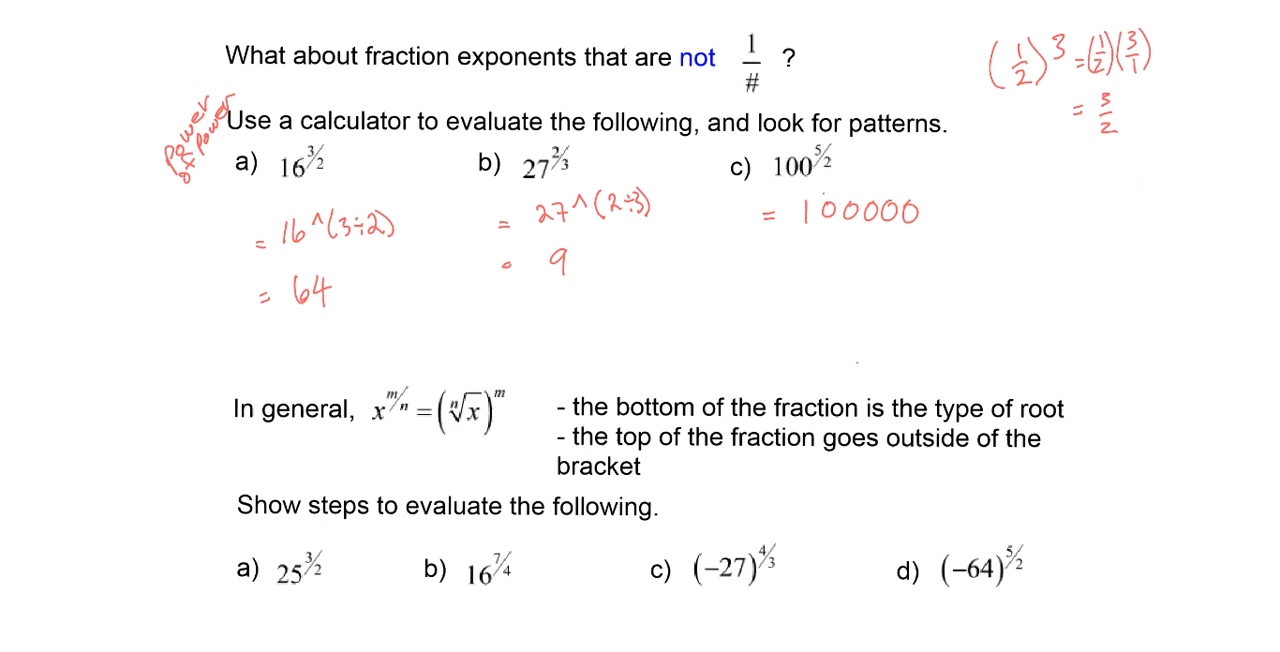 What about fraction exponents that are not 1/# ?
(1/2)^3 = (1/2)(3/1)
= 3/2
power of power
Use a calculator to evaluate the following, and look for patterns.
a) 16^(3/2) b) 27^(2/3) c) 100^(5/2)
= 16^(3÷2) = 27^(2÷3) = 100000
= 64 = 9
In general, x^(m/n) = (ⁿ√x)^m
- the bottom of the fraction is the type of root
- the top of the fraction goes outside of the
bracket
Show steps to evaluate the following.
a) 25^(3/2) b) 16^(7/4) c) (−27)^(4/3) d) (−64)^(5/2)